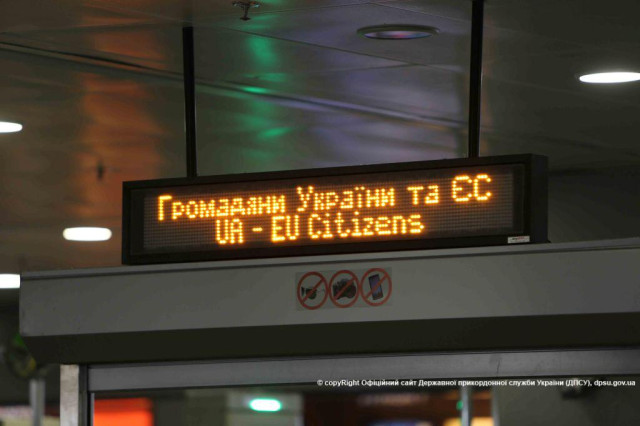 Громадяни України та ЄС
UA - EU Citizens
© copyRight Офіційний сайт Державної прикордонної служби України (ДПСУ), dpsu.gov.ua